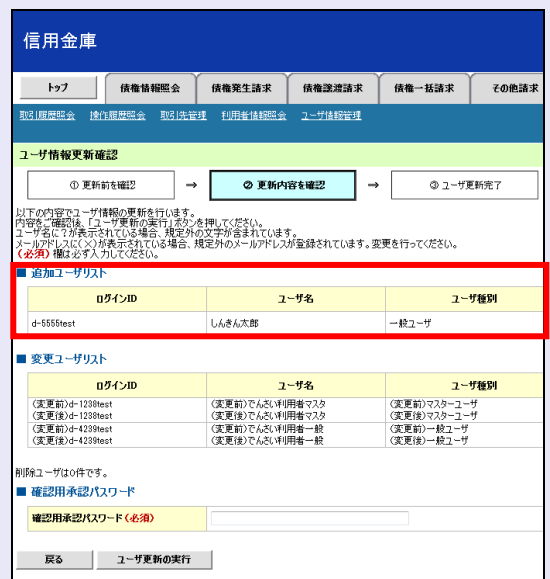 信用金庫
トップ 債権情報照会 債権発生請求 債権譲渡請求 債権一括請求 その他請求
取引履歴照会 操作履歴照会 取引先管理 利用者情報照会 ユーザ情報管理
ユーザ情報更新確認
① 更新前を確認 → ② 更新内容を確認 → ③ ユーザ更新完了
以下の内容でユーザ情報の更新を行います。
内容をご確認後、「ユーザ更新の実行」ボタンを押してください。
ユーザ名に?が表示されている場合、規定外の文字が含まれています。
メールアドレスに(×)が表示されている場合、規定外のメールアドレスが登録されています。変更を行ってください。
(必須)欄は必ず入力してください。
■ 追加ユーザリスト
ログインID ユーザ名 ユーザ種別
d-5555test しんきん太郎 一般ユーザ
■ 変更ユーザリスト
ログインID ユーザ名 ユーザ種別
(変更前)d-1238test (変更前)でんさい利用者マスタ (変更前)マスターユーザ
(変更後)d-1238test (変更後)でんさい利用者マスタ (変更後)マスターユーザ
(変更前)d-4239test (変更前)でんさい利用者一般 (変更前)一般ユーザ
(変更後)d-4239test (変更後)でんさい利用者一般 (変更後)一般ユーザ
削除ユーザは0件です。
■ 確認用承認パスワード
確認用承認パスワード(必須)
戻る ユーザ更新の実行